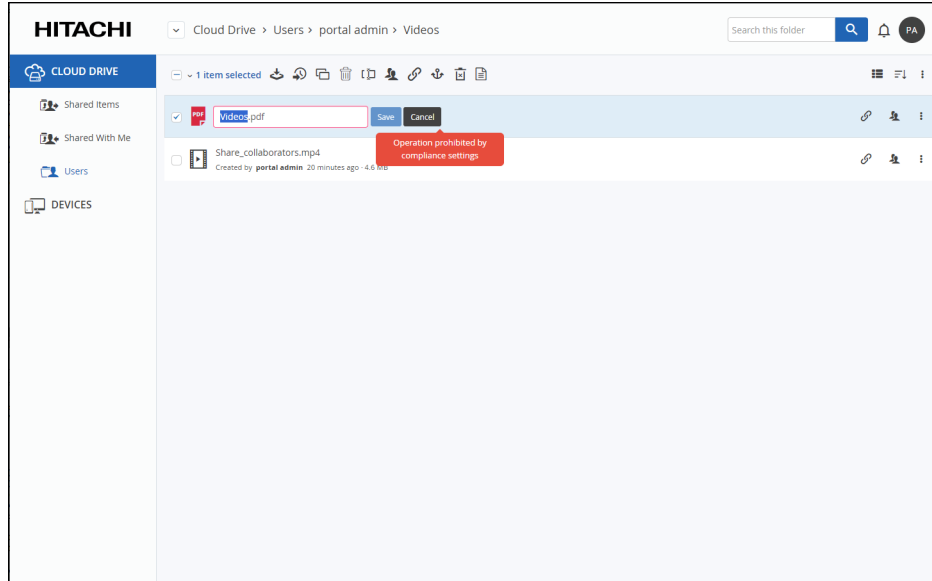 HITACHI
Cloud Drive > Users > portal admin > Videos
Search this folder
PA
CLOUD DRIVE
1 item selected
Shared Items
PDF
Videos.pdf
Save
Cancel
Shared With Me
Operation prohibited by
compliance settings
Share_collaborators.mp4
Created by portal admin 20 minutes ago - 4.6 MB
Users
DEVICES